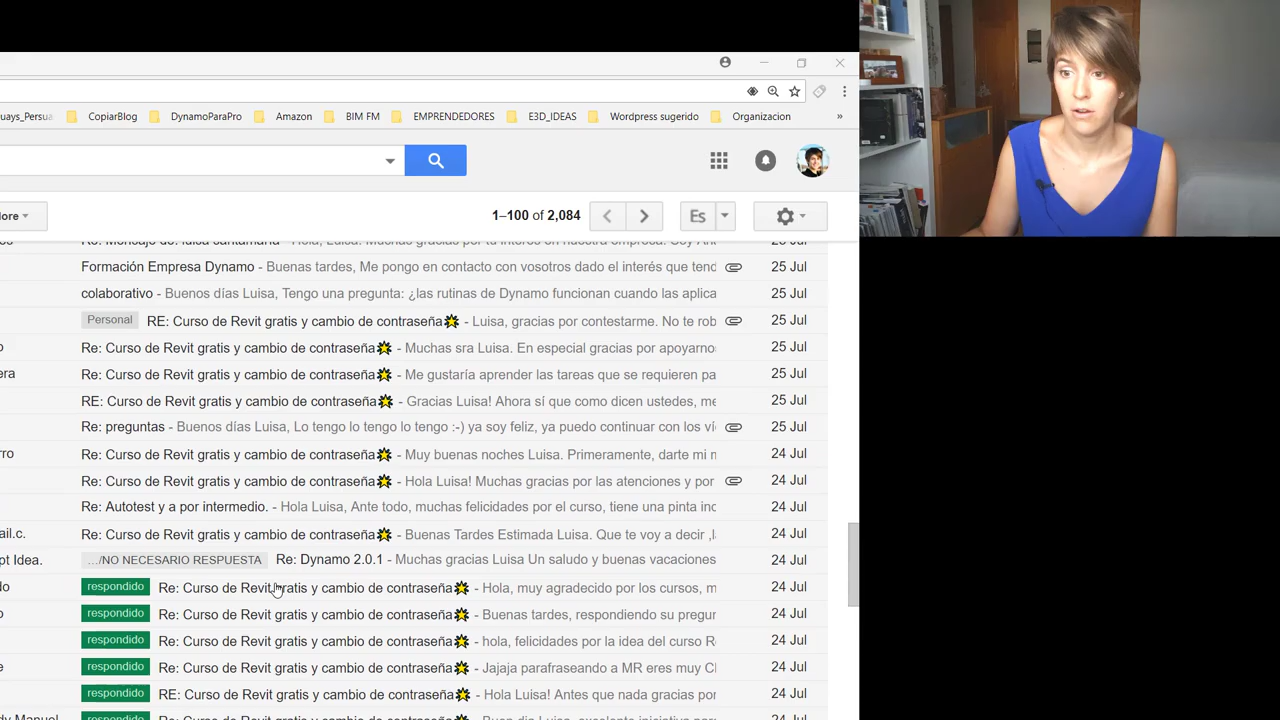 CopiarBlog DynamoParaPro Amazon BIM FM EMPRENDEDORES E3D_IDEAS Wordpress sugerido Organizacion »
1–100 of 2,084 Es
Formación Empresa Dynamo - Buenas tardes, Me pongo en contacto con vosotros dado el interés que tend 25 Jul
colaborativo - Buenos días Luisa, Tengo una pregunta: ¿las rutinas de Dynamo funcionan cuando las aplica 25 Jul
Personal RE: Curso de Revit gratis y cambio de contraseña - Luisa, gracias por contestarme. No te rob 25 Jul
Re: Curso de Revit gratis y cambio de contraseña - Muchas sra Luisa. En especial gracias por apoyarno 25 Jul
era Re: Curso de Revit gratis y cambio de contraseña - Me gustaría aprender las tareas que se requieren pa 25 Jul
RE: Curso de Revit gratis y cambio de contraseña - Gracias Luisa! Ahora sí que como dicen ustedes, me 25 Jul
Re: preguntas - Buenos días Luisa, Lo tengo lo tengo lo tengo :-) ya soy feliz, ya puedo continuar con los ví 25 Jul
rro Re: Curso de Revit gratis y cambio de contraseña - Muy buenas noches Luisa. Primeramente, darte mi m 24 Jul
Re: Curso de Revit gratis y cambio de contraseña - Hola Luisa! Muchas gracias por las atenciones y por 24 Jul
Re: Autotest y a por intermedio. - Hola Luisa, Ante todo, muchas felicidades por el curso, tiene una pinta inc 24 Jul
ail.c. Re: Curso de Revit gratis y cambio de contraseña - Buenas Tardes Estimada Luisa. Que te voy a decir ,l 24 Jul
pt Idea. …/NO NECESARIO RESPUESTA Re: Dynamo 2.0.1 - Muchas gracias Luisa Un saludo y buenas vacaciones 24 Jul
do respondido Re: Curso de Revit gratis y cambio de contraseña - Hola, muy agradecido por los cursos, m 24 Jul
o respondido Re: Curso de Revit gratis y cambio de contraseña - Buenas tardes, respondiendo su pregur 24 Jul
respondido Re: Curso de Revit gratis y cambio de contraseña - hola, felicidades por la idea del curso R 24 Jul
e respondido Re: Curso de Revit gratis y cambio de contraseña - Jajaja parafraseando a MR eres muy C 24 Jul
respondido RE: Curso de Revit gratis y cambio de contraseña - Hola Luisa! Antes que nada gracias por 24 Jul